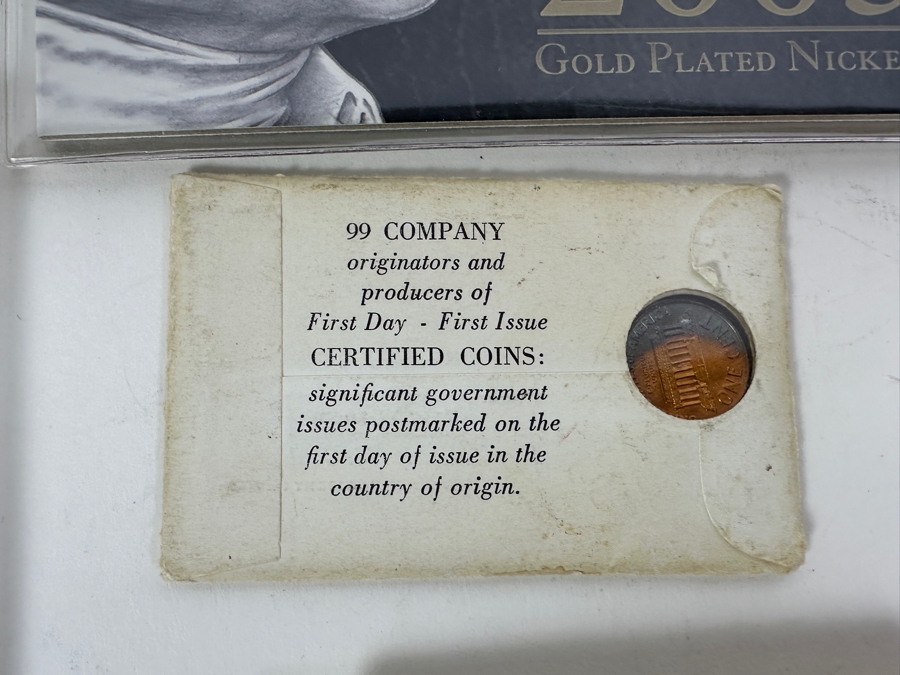 GOLD PLATED NICKE
99 COMPANY
originators and
producers of
First Day - First Issue
CERTIFIED COINS:
significant government
issues postmarked on the
first day of issue in the
country of origin.
ONE CENT